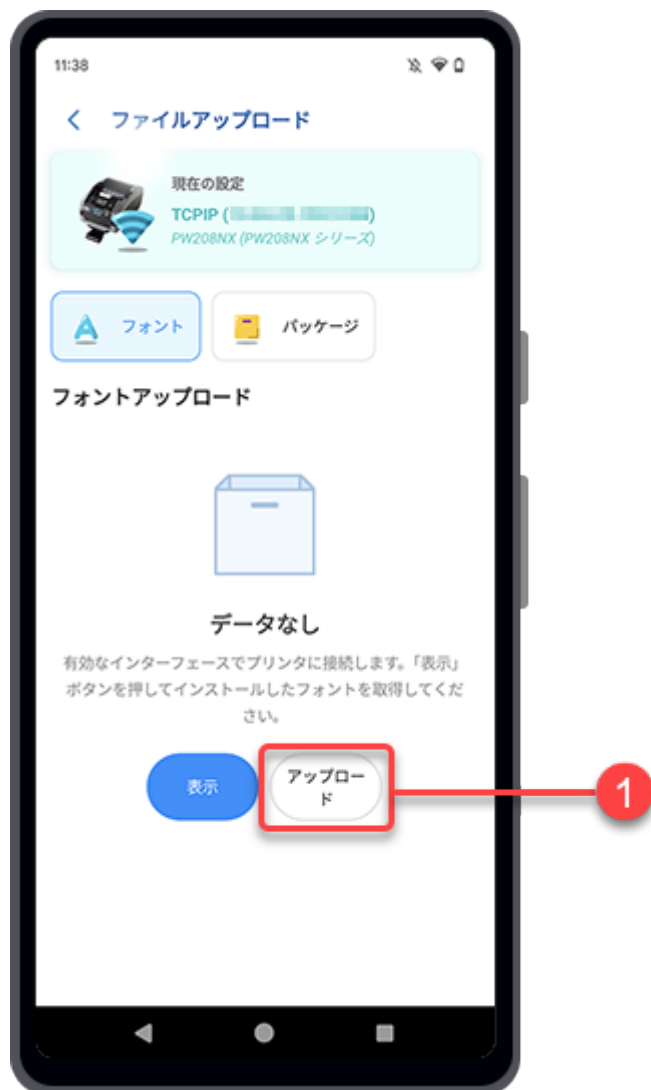 11:38
ファイルアップロード
現在の設定
TCPIP ( )
PW208NX (PW208NX シリーズ)
フォント
パッケージ
フォントアップロード
データなし
有効なインターフェースでプリンタに接続します。「表示」
ボタンを押してインストールしたフォントを取得してくだ
さい。
表示
アップロー
ド
1